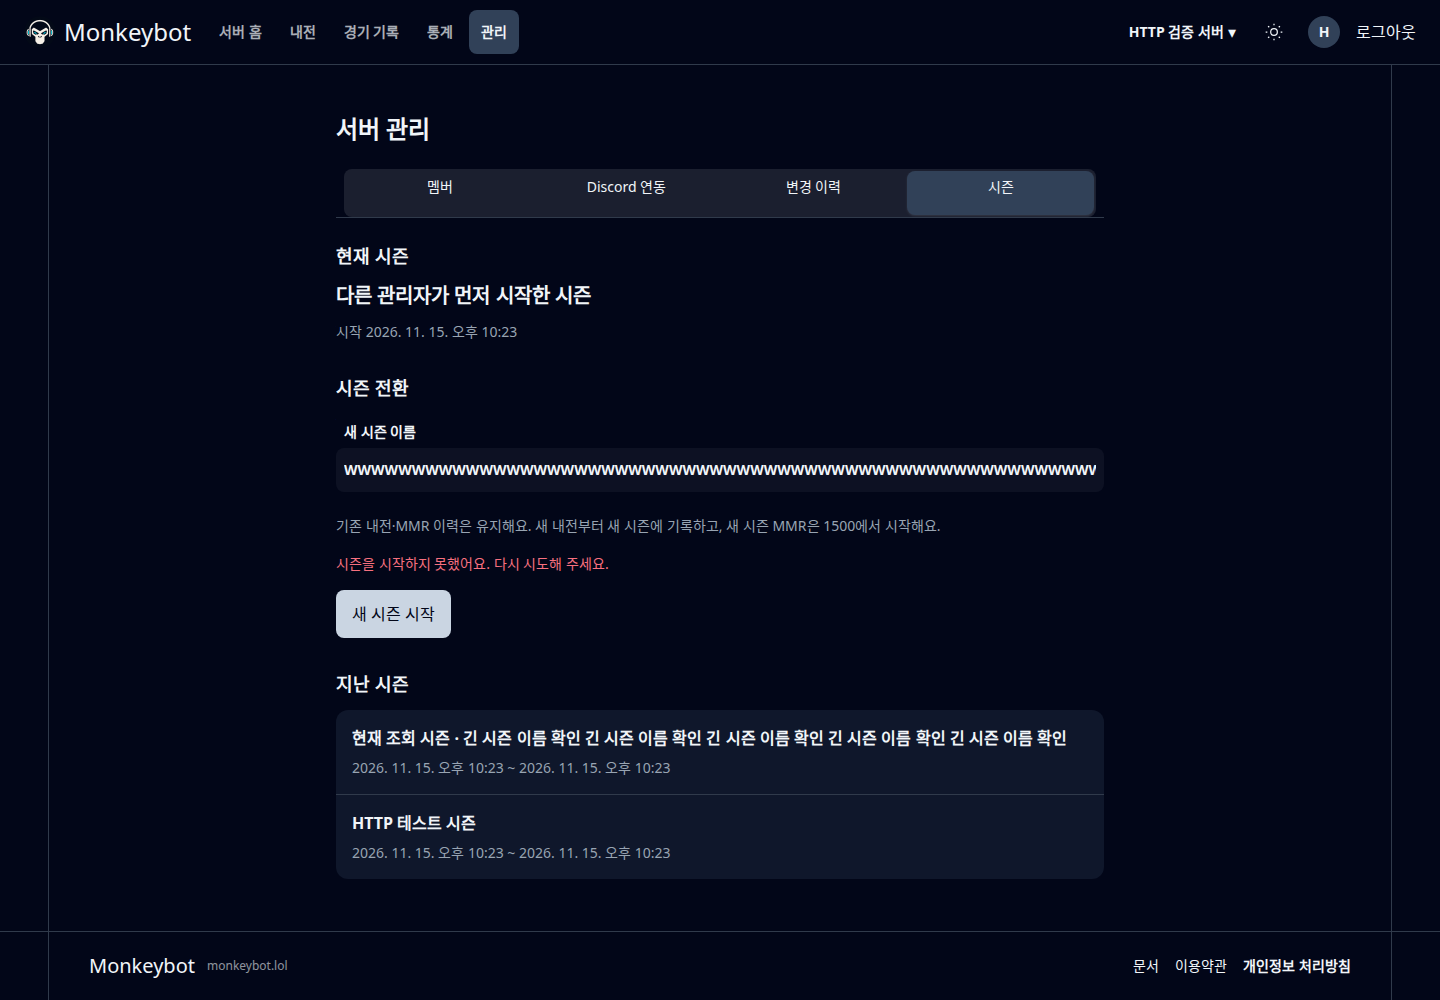 Monkeybot 서버 홈 내전 경기 기록 통계 관리 HTTP 검증 서버 ▾ H 로그아웃
서버 관리
멤버 Discord 연동 변경 이력 시즌
현재 시즌
다른 관리자가 먼저 시작한 시즌
시작 2026. 11. 15. 오후 10:23
시즌 전환
새 시즌 이름
기존 내전·MMR 이력은 유지해요. 새 내전부터 새 시즌에 기록하고, 새 시즌 MMR은 1500에서 시작해요.
시즌을 시작하지 못했어요. 다시 시도해 주세요.
새 시즌 시작
지난 시즌
현재 조회 시즌 · 긴 시즌 이름 확인 긴 시즌 이름 확인 긴 시즌 이름 확인 긴 시즌 이름 확인 긴 시즌 이름 확인
2026. 11. 15. 오후 10:23 ~ 2026. 11. 15. 오후 10:23
HTTP 테스트 시즌
2026. 11. 15. 오후 10:23 ~ 2026. 11. 15. 오후 10:23
Monkeybot monkeybot.lol 문서 이용약관 개인정보 처리방침